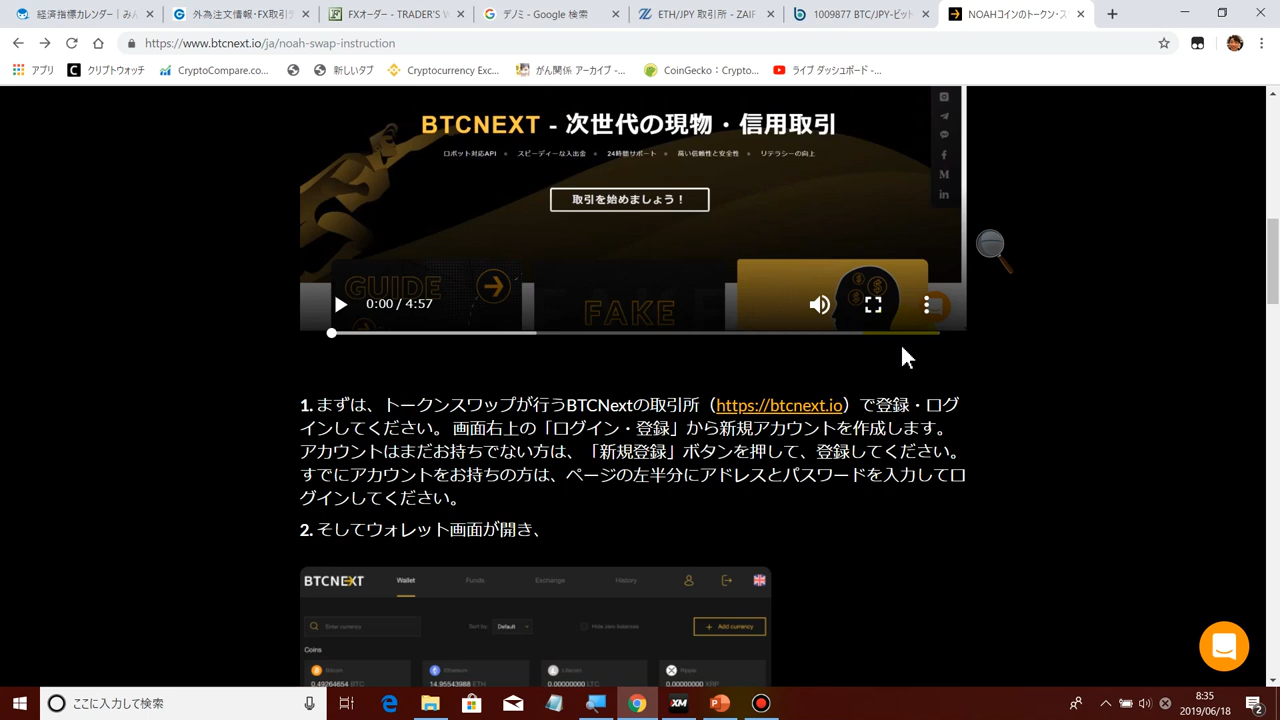 経済指標カレンダー | みん
外為注文情報-FX取引テ
FXオーダー - TRADER'S W
デノミ - Google 検索
ETH/JPY 取引所 - ZAIF
1009877 BTC/JPY-ビット
NOAHコインのトークン・ス
https://www.btcnext.io/ja/noah-swap-instruction
アプリ
クリプトウォッチ
CryptoCompare.co...
新しいタブ
Cryptocurrency Exc...
がん関係 アーカイブ - ...
CoinGecko：Crypto...
ライブ ダッシュボード - ...
BTCNEXT - 次世代の現物・信用取引
ロボット対応API • スピーディーな入出金 • 24時間サポート • 高い信頼性と安全性 • リテラシーの向上
取引を始めましょう！
GUIDE
FAKE
0:00 / 4:57
1. まずは、トークンスワップが行うBTCNextの取引所（https://btcnext.io）で登録・ログ
インしてください。 画面右上の「ログイン・登録」から新規アカウントを作成します。
アカウントはまだお持ちでない方は、「新規登録」ボタンを押して、登録してください。
すでにアカウントをお持ちの方は、ページの左半分にアドレスとパスワードを入力してロ
グインしてください。
2. そしてウォレット画面が開き、
BTCNEXT Wallet Funds Exchange History
Enter currency Sort by Default Hide zero balances + Add currency
Coins
Bitcoin Ethereum Litecoin Ripple
0.49264654 BTC 14.95543988 ETH 0.00000000 LTC 0.00000000 XRP
ここに入力して検索
XM
8:35
2019/06/18
2